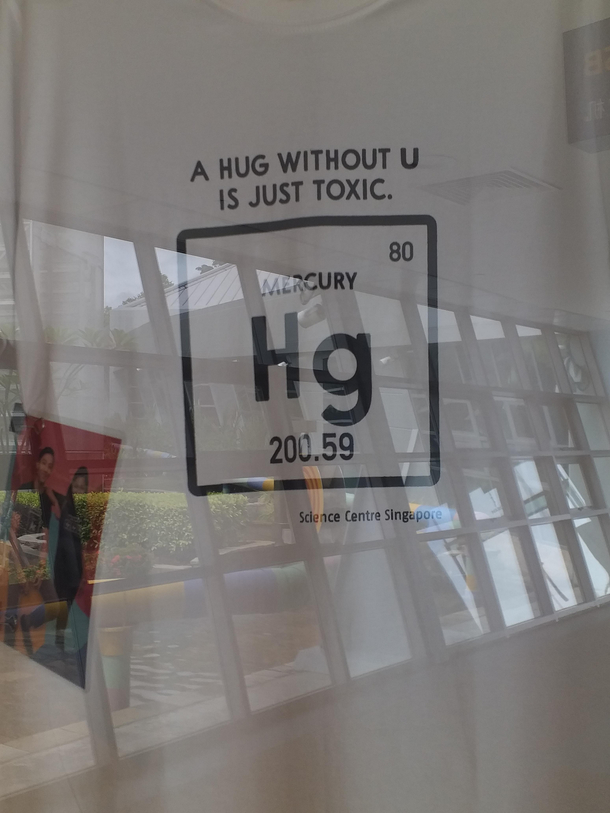 A HUG WITHOUT U
IS JUST TOXIC.
80
MERCURY
Hg
200.59
Science Centre Singapore